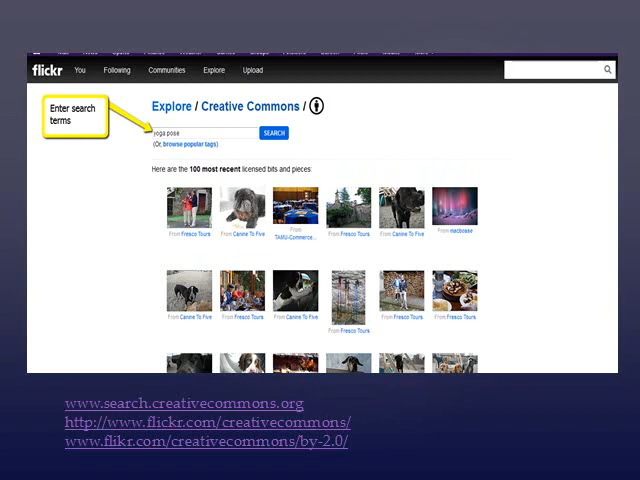 flickr You Following Communities Explore Upload
Enter search
terms
Explore / Creative Commons /
yoga pose SEARCH
(Or, browse popular tags)
Here are the 100 most recent licensed bits and pieces:
From Fresco Tours From Canine To Five From TAMU-Commerce... From Fresco Tours From Canine To Five From macbosse
From Canine To Five From Fresco Tours From Canine To Five From Fresco Tours From Fresco Tours From Fresco Tours
www.search.creativecommons.org
http://www.flickr.com/creativecommons/
www.flikr.com/creativecommons/by-2.0/